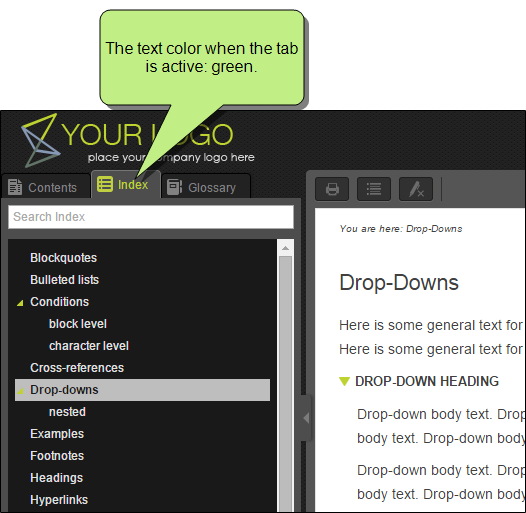 The text color when the tab
is active: green.
YOUR LOGO
place your company logo here
Contents
Index
Glossary
Search Index
Blockquotes
Bulleted lists
Conditions
block level
character level
Cross-references
Drop-downs
nested
Examples
Footnotes
Headings
Hyperlinks
You are here: Drop-Downs
Drop-Downs
Here is some general text for
Here is some general text for
DROP-DOWN HEADING
Drop-down body text. Drop
body text. Drop-down body
Drop-down body text. Drop
body text. Drop-down body